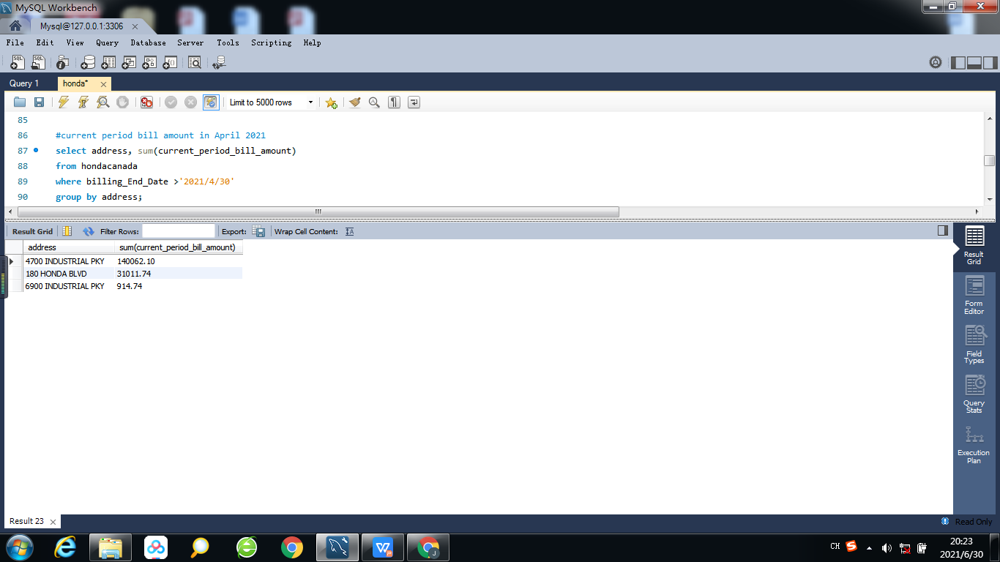 MySQL Workbench
Mysql@127.0.0.1:3306
File Edit View Query Database Server Tools Scripting Help
Query 1 honda*
Limit to 5000 rows
85
86 #current period bill amount in April 2021
87 select address, sum(current_period_bill_amount)
88 from hondacanada
89 where billing_End_Date >'2021/4/30'
90 group by address;
Result Grid Filter Rows: Export: Wrap Cell Content:
address sum(current_period_bill_amount)
4700 INDUSTRIAL PKY 140062.10
180 HONDA BLVD 31011.74
6900 INDUSTRIAL PKY 914.74
Result
Grid
Form
Editor
Field
Types
Query
Stats
Execution
Plan
Result 23
Read Only
CH
20:23
2021/6/30